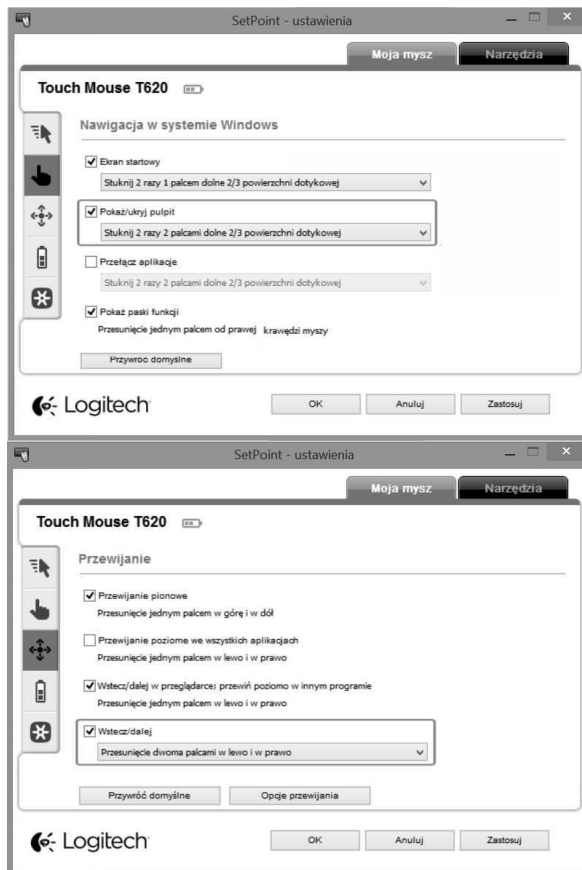 SetPoint - ustawienia
Moja mysz
Narzędzia
Touch Mouse T620
Nawigacja w systemie Windows
Ekran startowy
Stuknij 2 razy 1 palcem dolne 2/3 powierzchni dotykowej
Pokaż/ukryj pulpit
Stuknij 2 razy 2 palcami dolne 2/3 powierzchni dotykowej
Przełącz aplikacje
Stuknij 2 razy 2 palcami dolne 2/3 powierzchni dotykowej
Pokaż paski funkcji
Przesunięcie jednym palcem od prawej krawędzi myszy
Przywróć domyślne
Logitech
OK
Anuluj
Zastosuj
SetPoint - ustawienia
Moja mysz
Narzędzia
Touch Mouse T620
Przewijanie
Przewijanie pionowe
Przesunięcie jednym palcem w górę i w dół
Przewijanie poziome we wszystkich aplikacjach
Przesunięcie jednym palcem w lewo i w prawo
Wstecz/dalej w przeglądarce; przewiń poziomo w innym programie
Przesunięcie jednym palcem w lewo i w prawo
Wstecz/dalej
Przesunięcie dwoma palcami w lewo i w prawo
Przywróć domyślne
Opcje przewijania
Logitech
OK
Anuluj
Zastosuj